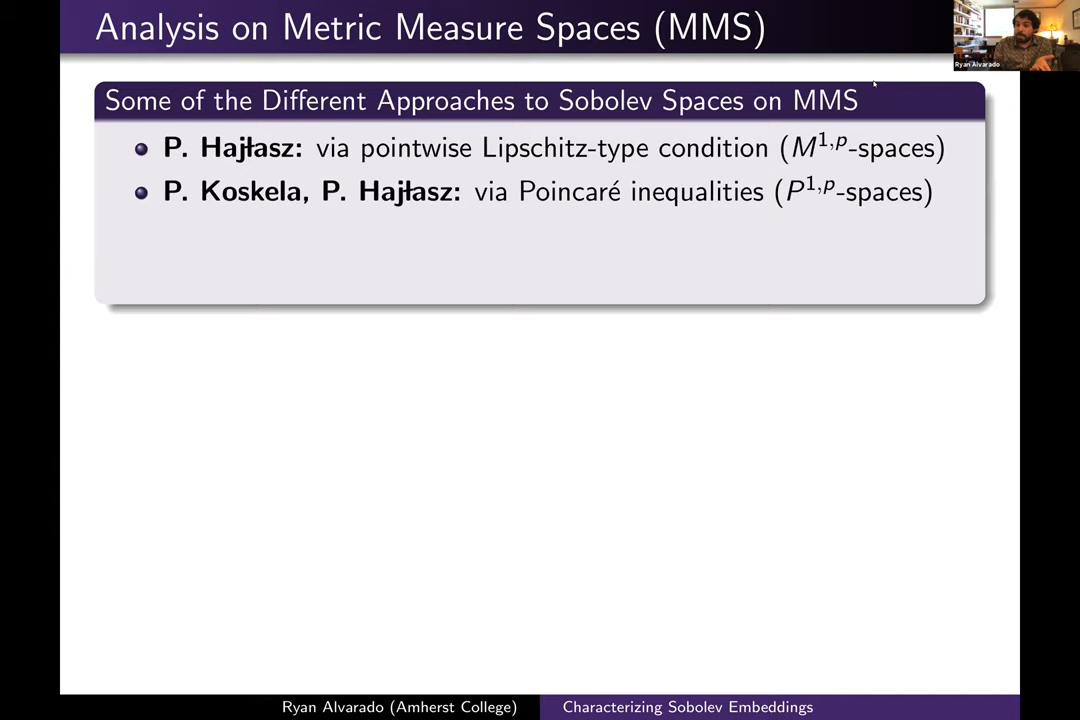 Analysis on Metric Measure Spaces (MMS)
Ryan Alvarado
Some of the Different Approaches to Sobolev Spaces on MMS
P. Hajłasz: via pointwise Lipschitz-type condition (M^{1,p}-spaces)
P. Koskela, P. Hajłasz: via Poincaré inequalities (P^{1,p}-spaces)
Ryan Alvarado (Amherst College)
Characterizing Sobolev Embeddings